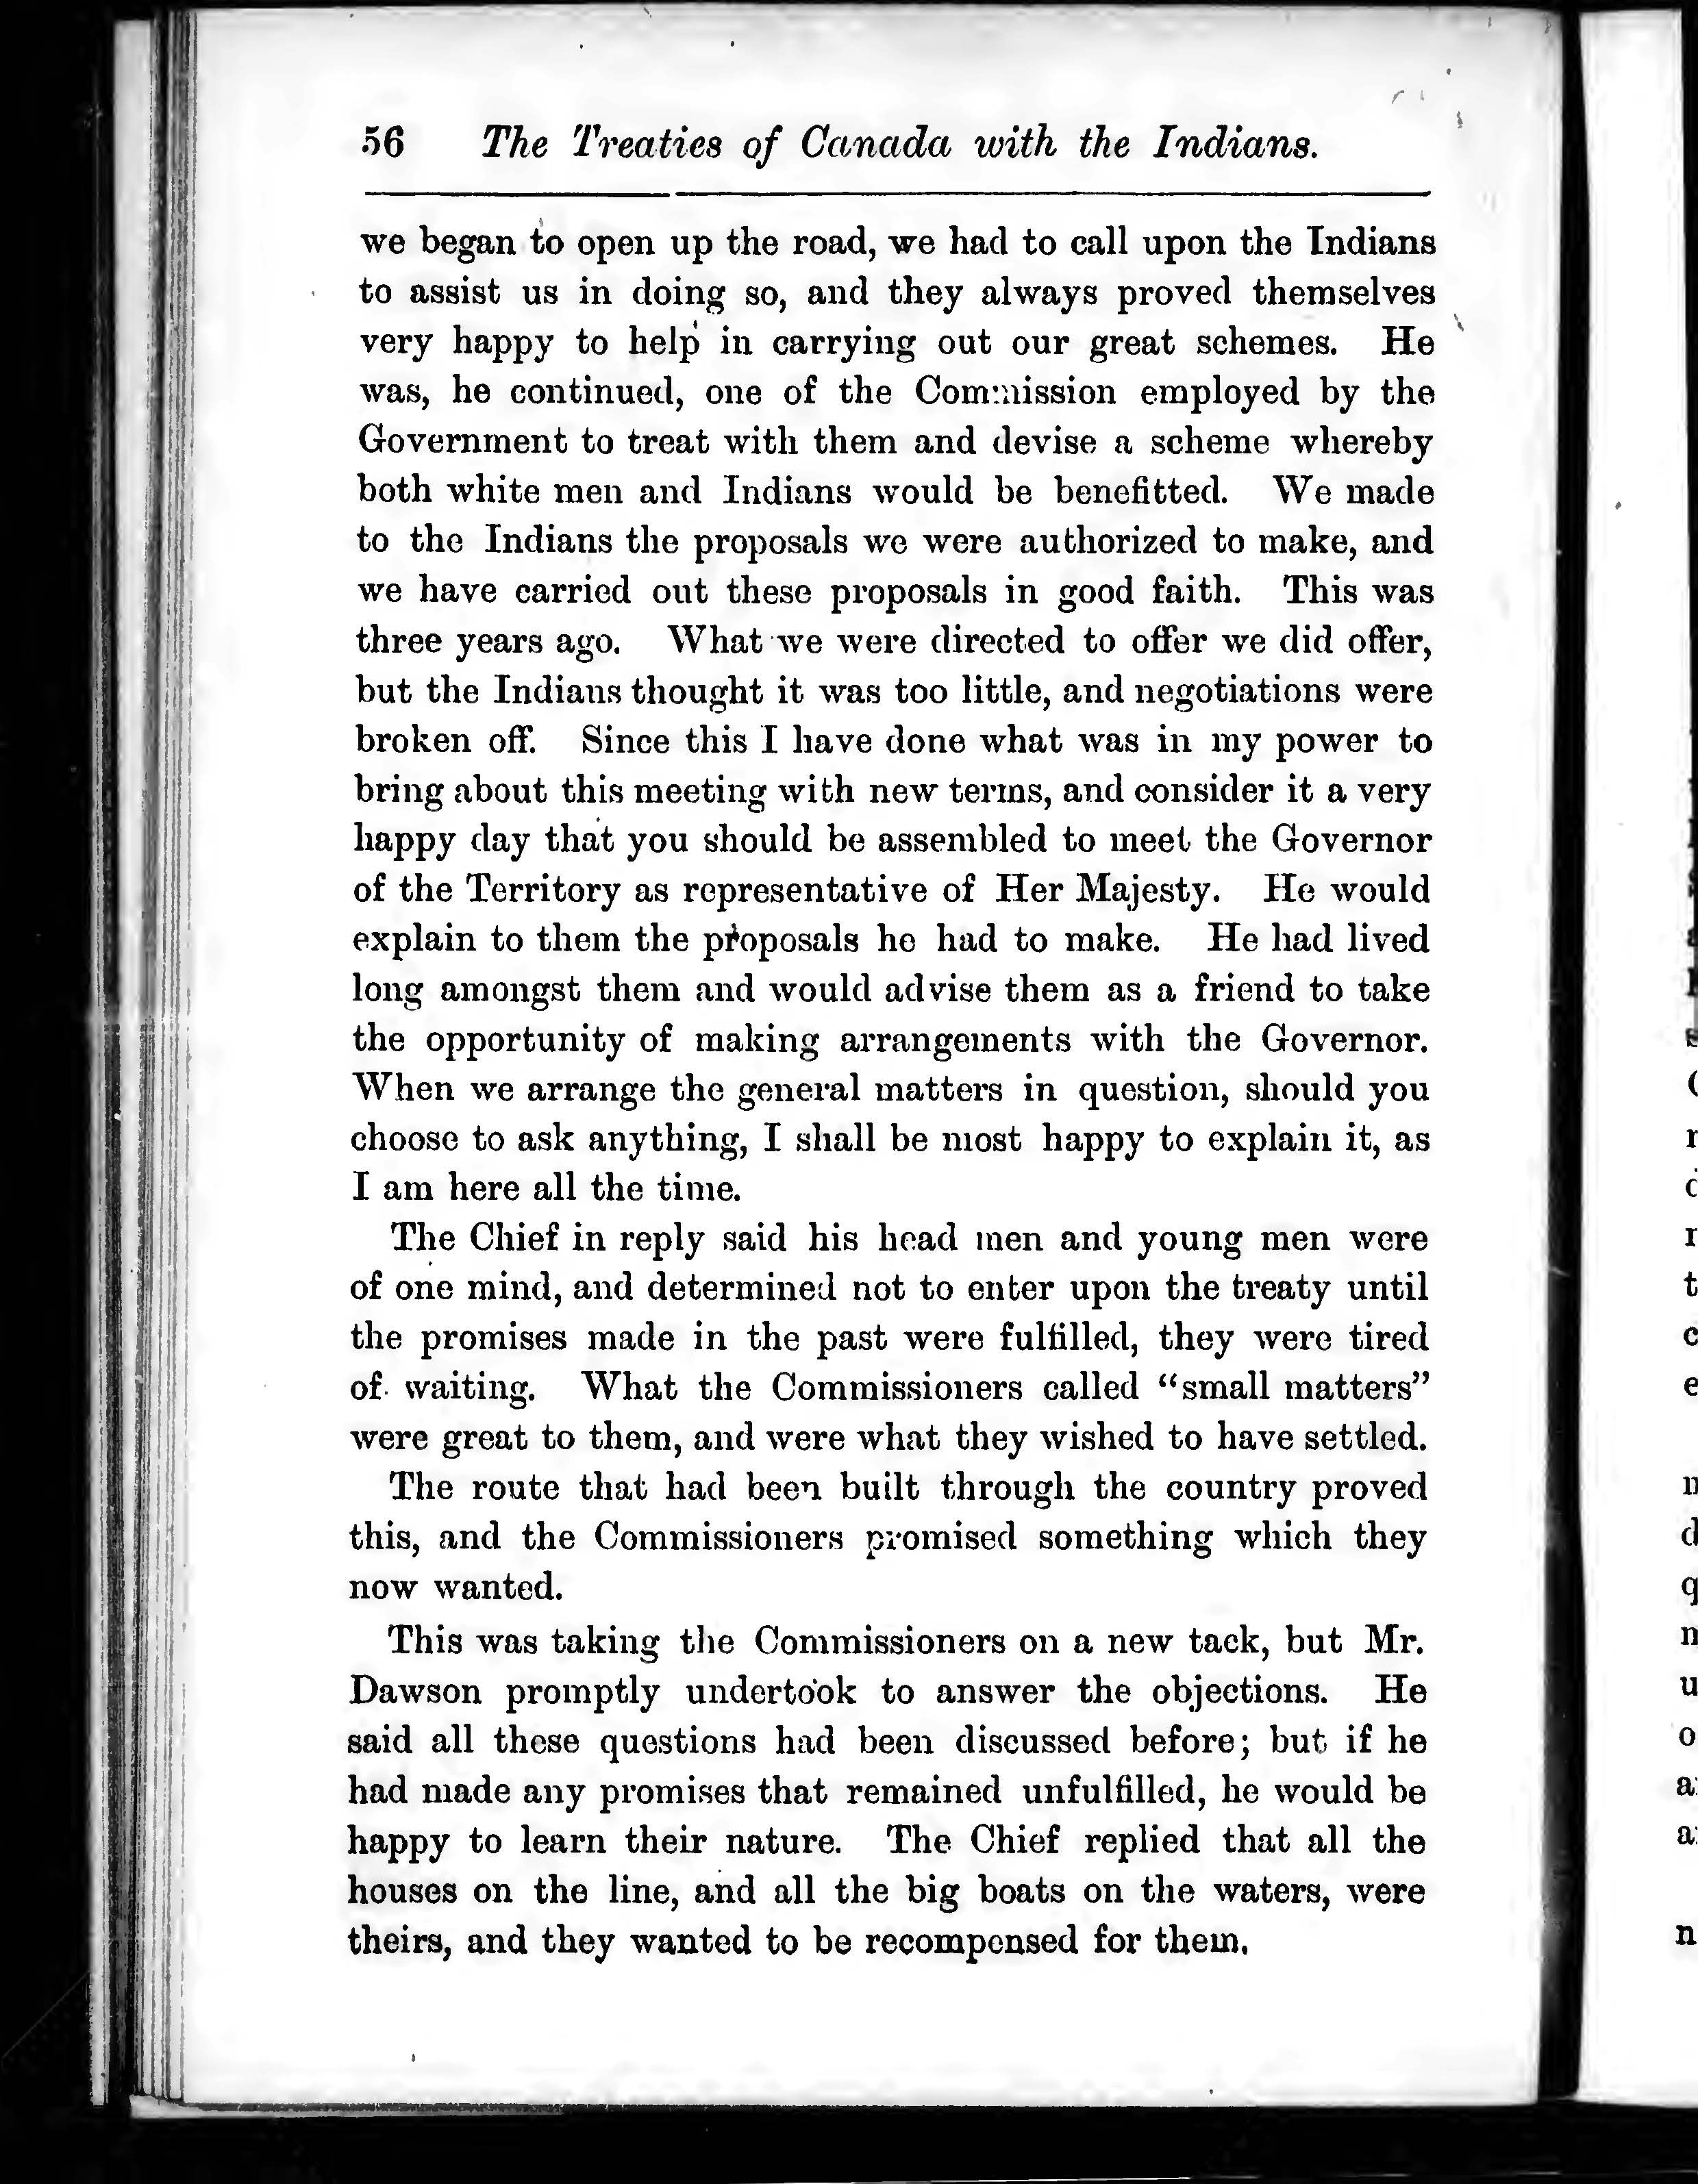 56 The Treaties of Canada with the Indians.
we began to open up the road, we had to call upon the Indians
to assist us in doing so, and they always proved themselves
very happy to help in carrying out our great schemes. He
was, he continued, one of the Commission employed by the
Government to treat with them and devise a scheme whereby
both white men and Indians would be benefitted. We made
to the Indians the proposals we were authorized to make, and
we have carried out these proposals in good faith. This was
three years ago. What we were directed to offer we did offer,
but the Indians thought it was too little, and negotiations were
broken off. Since this I have done what was in my power to
bring about this meeting with new terms, and consider it a very
happy day that you should be assembled to meet the Governor
of the Territory as representative of Her Majesty. He would
explain to them the proposals he had to make. He had lived
long amongst them and would advise them as a friend to take
the opportunity of making arrangements with the Governor.
When we arrange the general matters in question, should you
choose to ask anything, I shall be most happy to explain it, as
I am here all the time.
The Chief in reply said his head men and young men were
of one mind, and determined not to enter upon the treaty until
the promises made in the past were fulfilled, they were tired
of waiting. What the Commissioners called “small matters”
were great to them, and were what they wished to have settled.
The route that had been built through the country proved
this, and the Commissioners promised something which they
now wanted.
This was taking the Commissioners on a new tack, but Mr.
Dawson promptly undertook to answer the objections. He
said all these questions had been discussed before; but if he
had made any promises that remained unfulfilled, he would be
happy to learn their nature. The Chief replied that all the
houses on the line, and all the big boats on the waters, were
theirs, and they wanted to be recompensed for them.